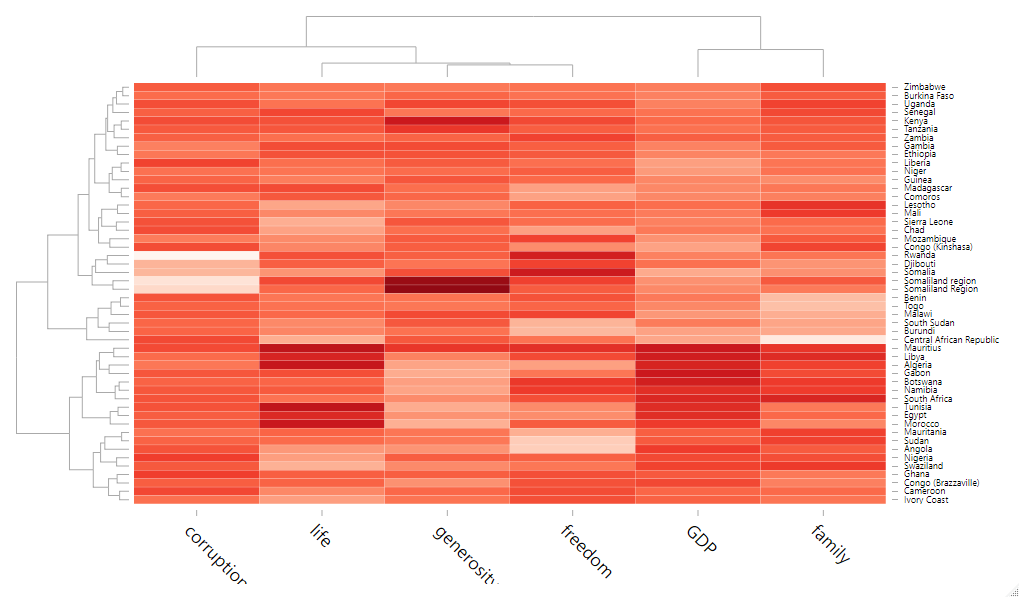 Zimbabwe
Burkina Faso
Uganda
Senegal
Kenya
Tanzania
Zambia
Gambia
Ethiopia
Liberia
Niger
Guinea
Madagascar
Comoros
Lesotho
Mali
Sierra Leone
Chad
Mozambique
Congo (Kinshasa)
Rwanda
Djibouti
Somalia
Somaliland region
Somaliland Region
Benin
Togo
Malawi
South Sudan
Burundi
Central African Republic
Mauritius
Libya
Algeria
Gabon
Botswana
Namibia
South Africa
Tunisia
Egypt
Morocco
Mauritania
Sudan
Angola
Nigeria
Swaziland
Ghana
Congo (Brazzaville)
Cameroon
Ivory Coast
corruption
life
generosity
freedom
GDP
family